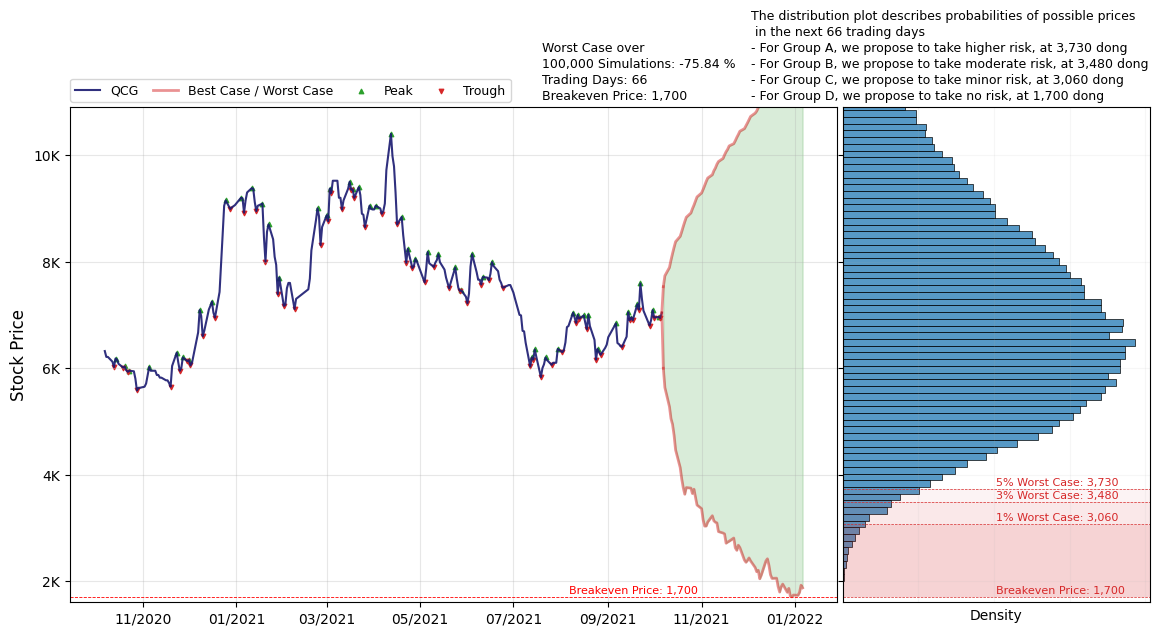 The distribution plot describes probabilities of possible prices
in the next 66 trading days
- For Group A, we propose to take higher risk, at 3,730 dong
- For Group B, we propose to take moderate risk, at 3,480 dong
- For Group C, we propose to take minor risk, at 3,060 dong
- For Group D, we propose to take no risk, at 1,700 dong
Worst Case over
100,000 Simulations: -75.84 %
Trading Days: 66
Breakeven Price: 1,700
QCG
Best Case / Worst Case
Peak
Trough
Stock Price
10K
8K
6K
4K
2K
Breakeven Price: 1,700
11/2020
01/2021
03/2021
05/2021
07/2021
09/2021
11/2021
01/2022
5% Worst Case: 3,730
3% Worst Case: 3,480
1% Worst Case: 3,060
Breakeven Price: 1,700
Density